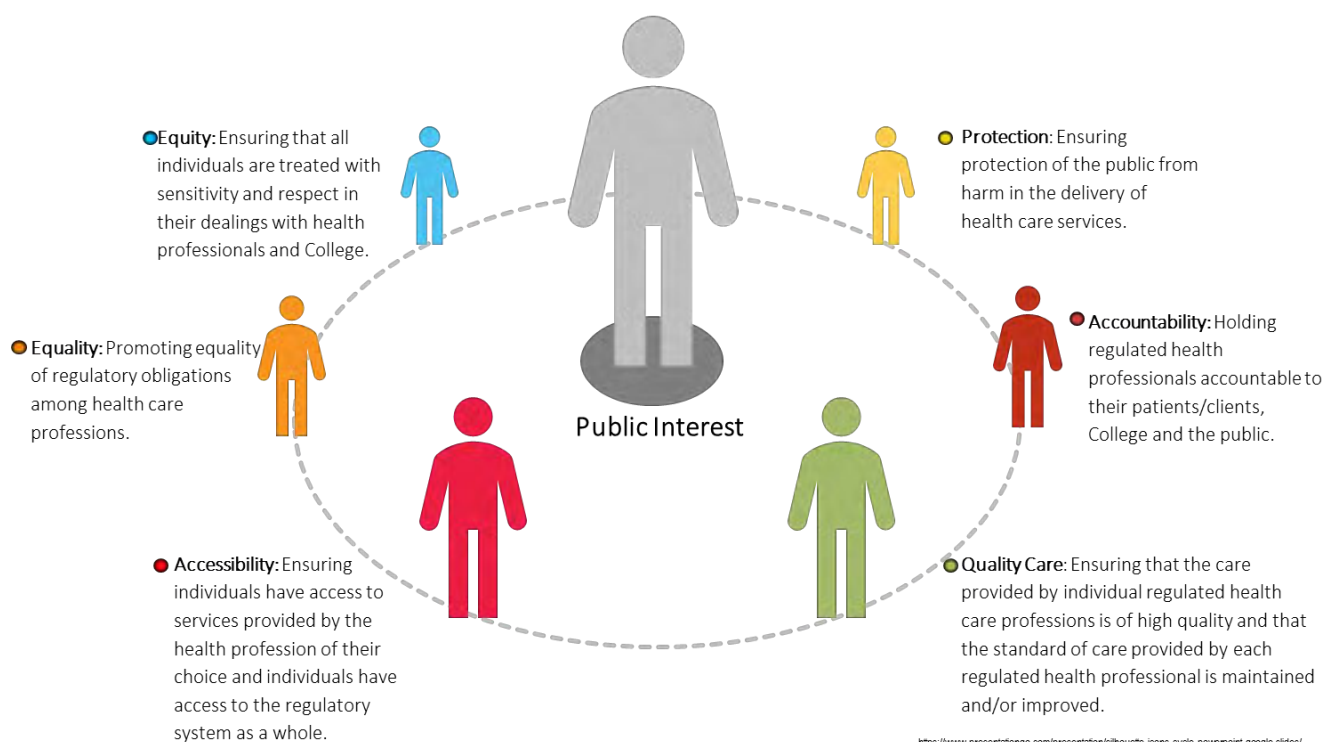 Equity: Ensuring that all
individuals are treated with
sensitivity and respect in
their dealings with health
professionals and College.
Protection: Ensuring
protection of the public from
harm in the delivery of
health care services.
Equality: Promoting equality
of regulatory obligations
among health care
professions.
Accountability: Holding
regulated health
professionals accountable to
their patients/clients,
College and the public.
Public Interest
Accessibility: Ensuring
individuals have access to
services provided by the
health profession of their
choice and individuals have
access to the regulatory
system as a whole.
Quality Care: Ensuring that the care
provided by individual regulated health
care professions is of high quality and that
the standard of care provided by each
regulated health professional is maintained
and/or improved.